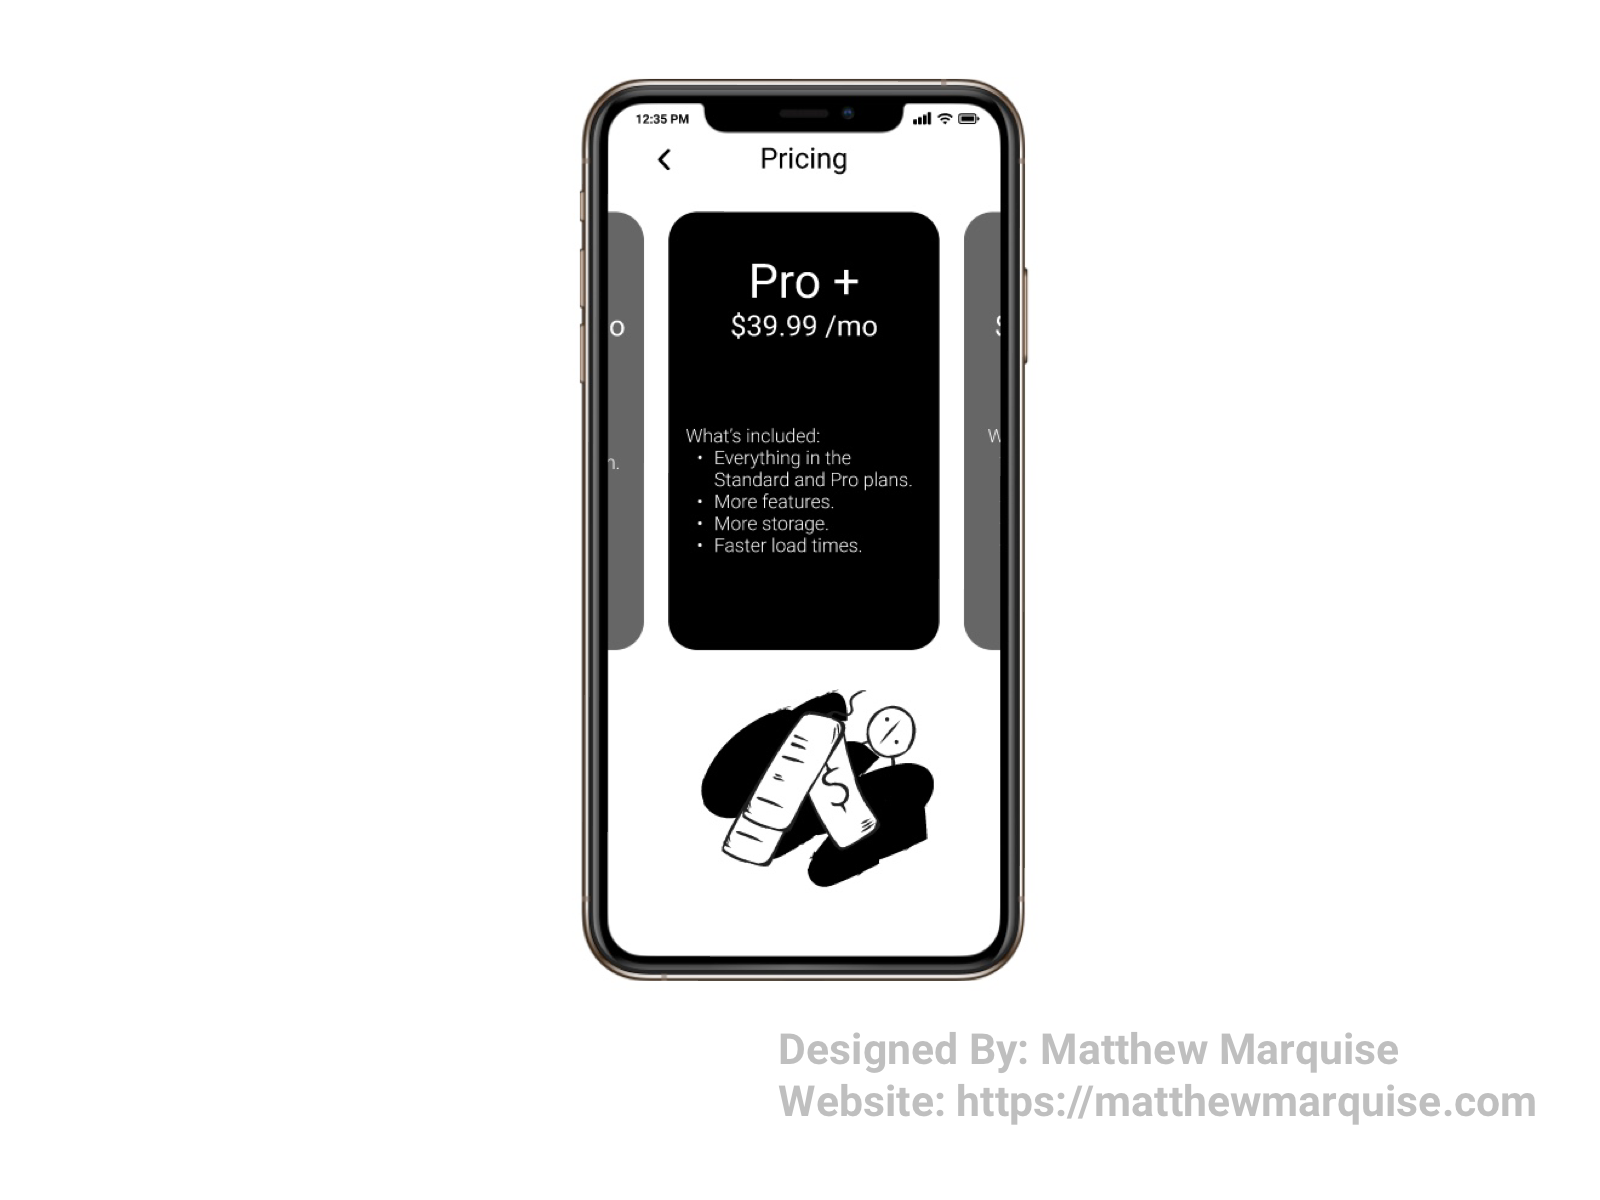 12:35 PM
Pricing
Pro +
$39.99 /mo
o
What's included:
• Everything in the
Standard and Pro plans.
• More features.
• More storage.
• Faster load times.
n.
W
$
Designed By: Matthew Marquise
Website: https://matthewmarquise.com